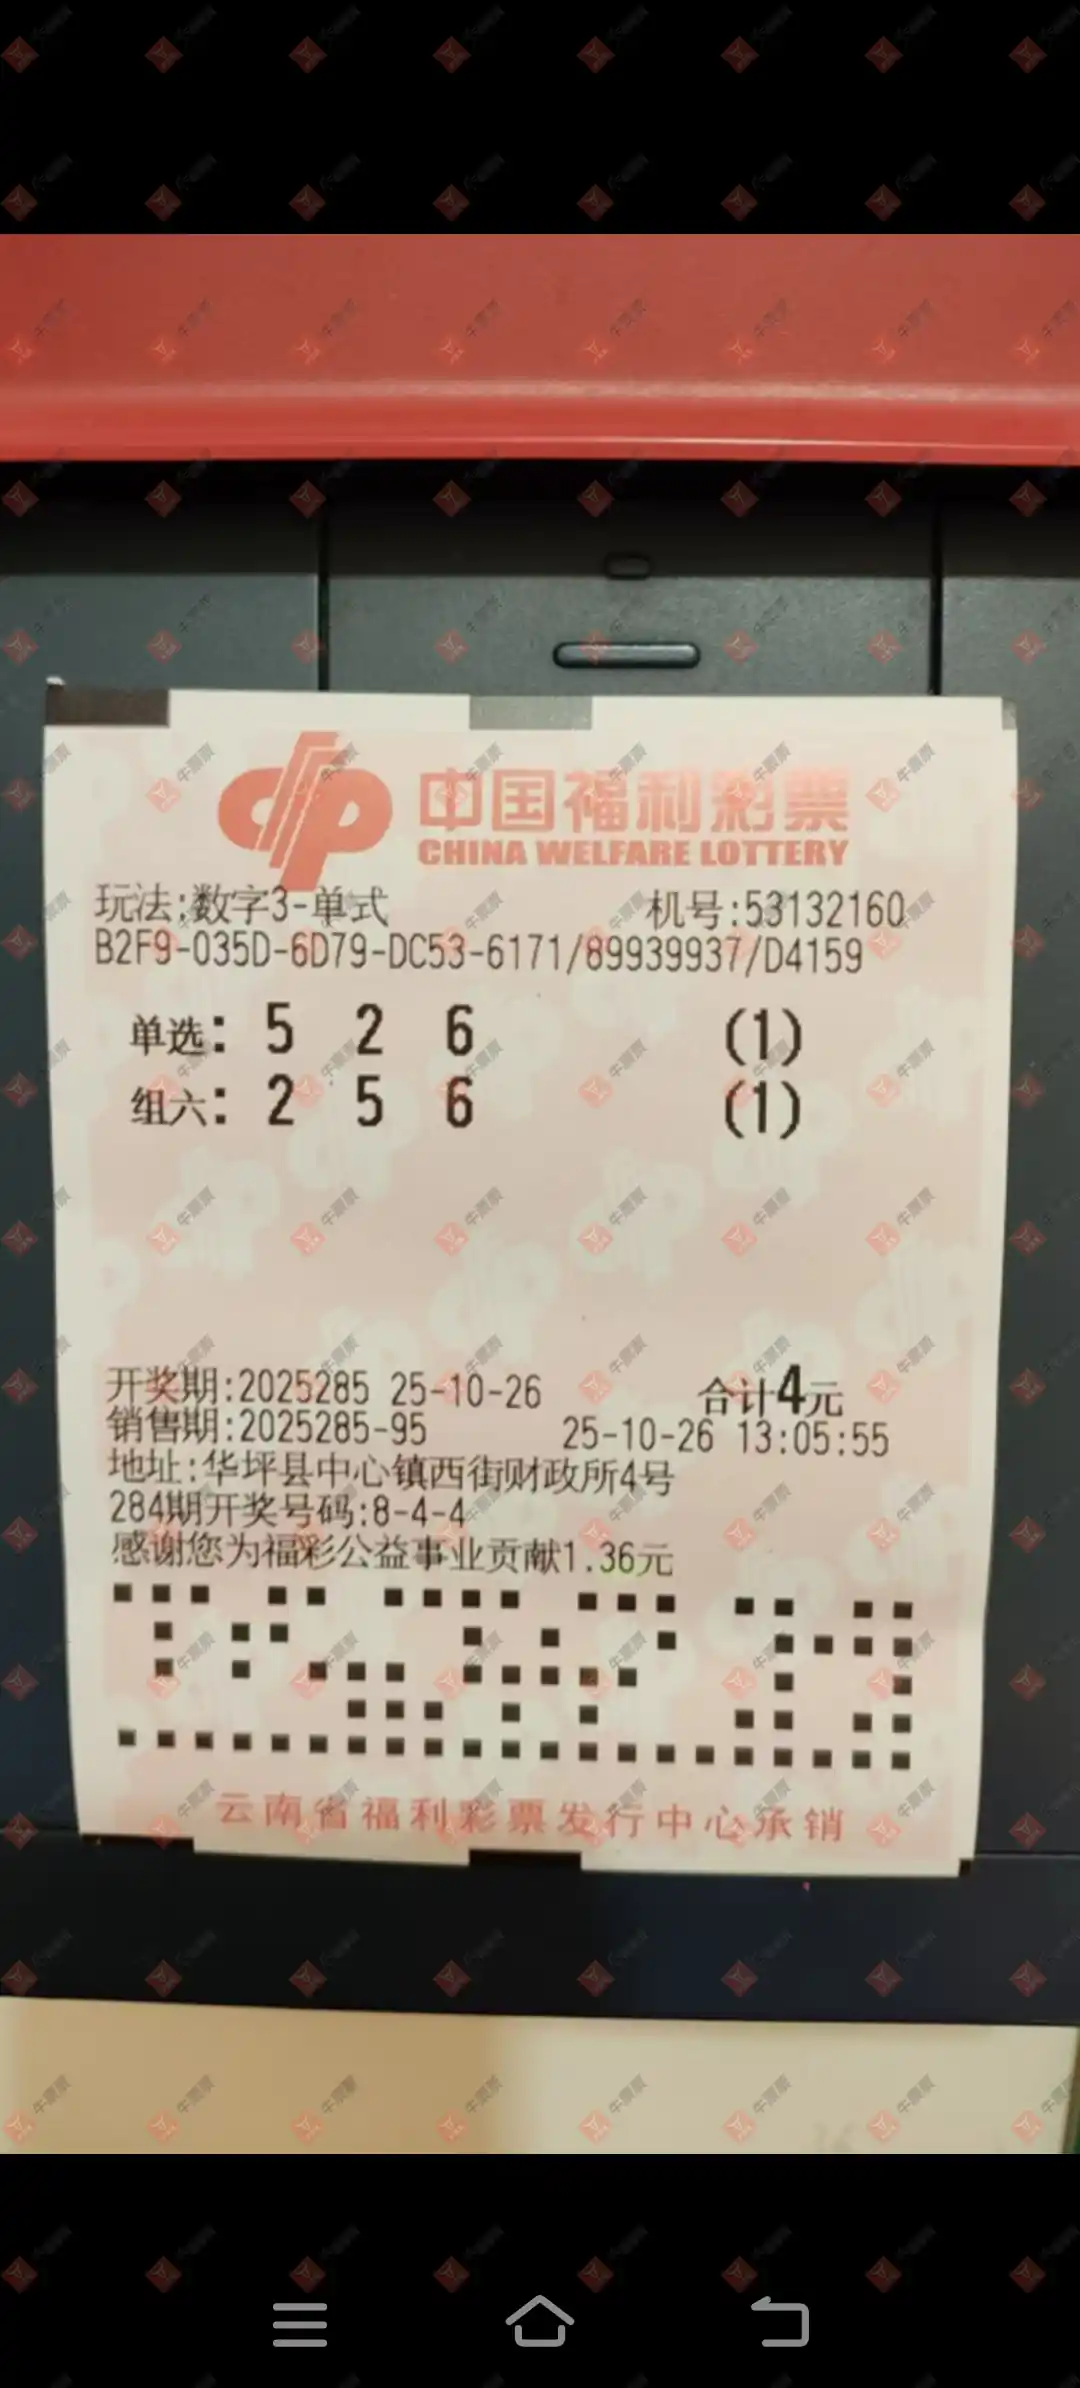 中国福利彩票
CHINA WELFARE LOTTERY
玩法:数字3-单式 机号:53132160
B2F9-035D-6D79-DC53-6171/89939937/D4159
单选: 5 2 6 (1)
组六: 2 5 6 (1)
开奖期:2025285 25-10-26 合计4元
销售期:2025285-95 25-10-26 13:05:55
地址:华坪县中心镇西街财政所4号
284期开奖号码:8-4-4
感谢您为福彩公益事业贡献1.36元
云南省福利彩票发行中心承销
牛票票